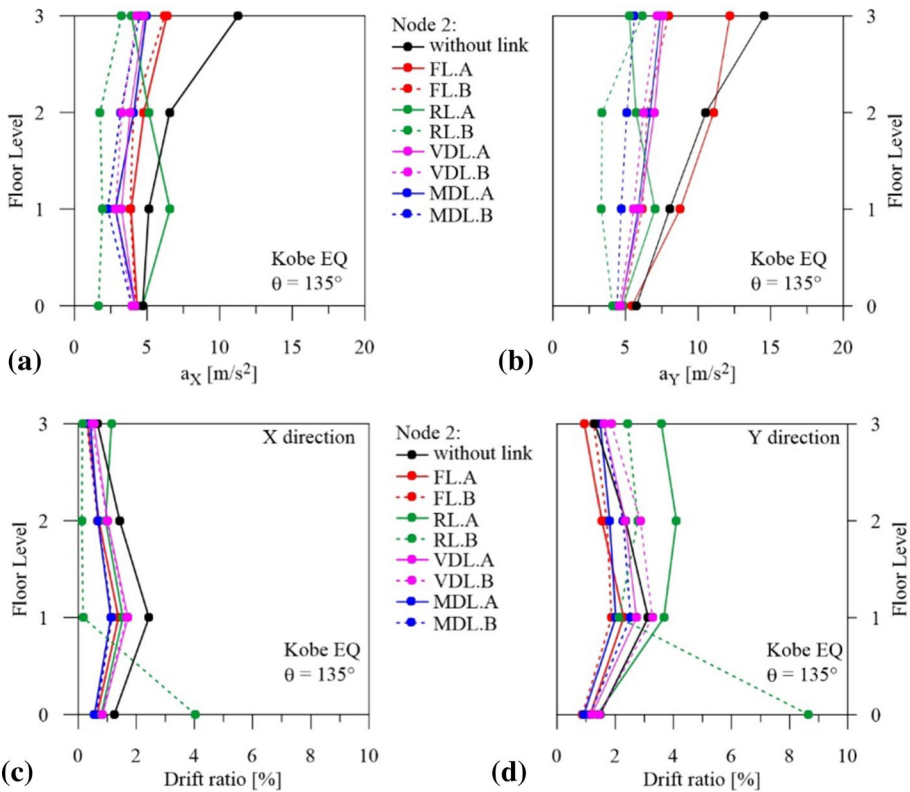 3
2
1
0
Floor Level
Kobe EQ
θ = 135°
0 5 10 15 20
(a)
aX [m/s²]
Node 2:
without link
FL.A
FL.B
RL.A
RL.B
VDL.A
VDL.B
MDL.A
MDL.B
3
2
1
0
Floor Level
Kobe EQ
θ = 135°
0 5 10 15 20
(b)
aY [m/s²]
3
2
1
0
Floor Level
X direction
Kobe EQ
θ = 135°
0 2 4 6 8 10
(c)
Drift ratio [%]
Node 2:
without link
FL.A
FL.B
RL.A
RL.B
VDL.A
VDL.B
MDL.A
MDL.B
3
2
1
0
Floor Level
Y direction
Kobe EQ
θ = 135°
0 2 4 6 8 10
(d)
Drift ratio [%]